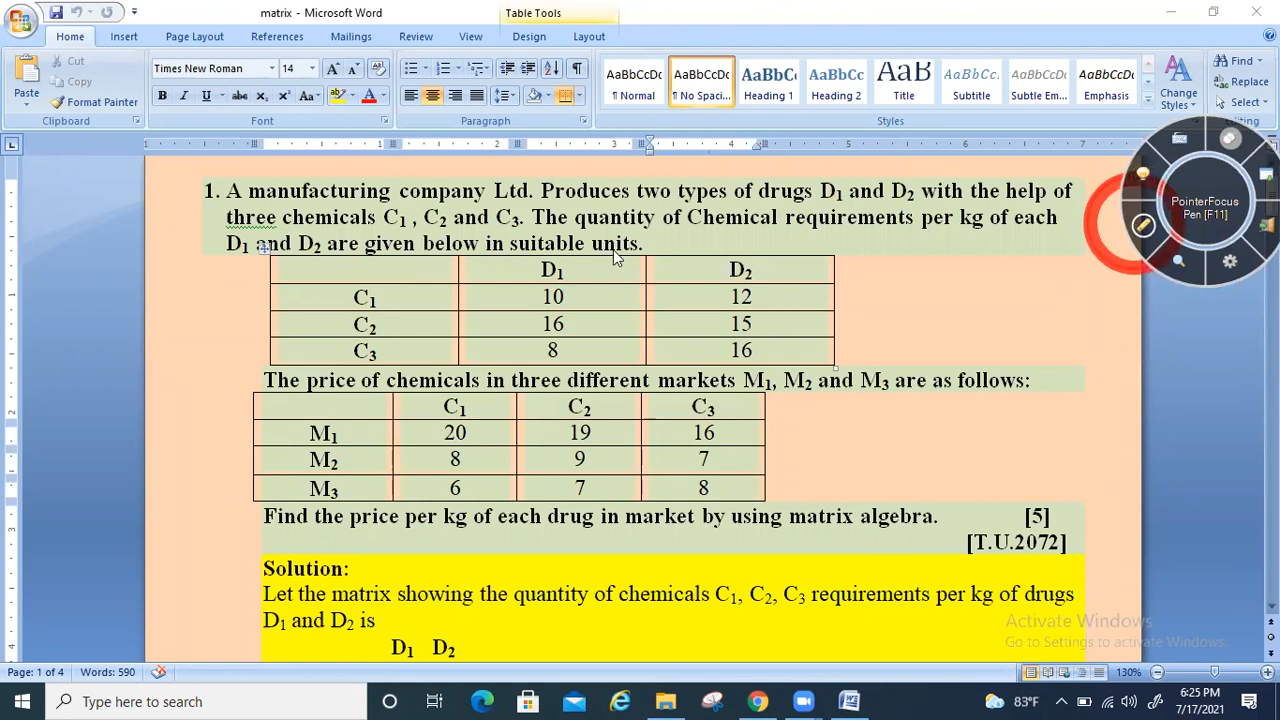 matrix - Microsoft Word
Table Tools
Home Insert Page Layout References Mailings Review View Design Layout
Paste
Cut
Copy
Format Painter
Clipboard
Times New Roman 14
Font
Paragraph
AaBbCcDc AaBbCcDc AaBbC AaBbCc AaB AaBbCc. AaBbCcDc AaBbCcDc
¶ Normal ¶ No Spaci... Heading 1 Heading 2 Title Subtitle Subtle Em... Emphasis
Change Styles
Styles
Find
Replace
Select
Editing
PointerFocus
Pen [F11]
1. A manufacturing company Ltd. Produces two types of drugs D1 and D2 with the help of
three chemicals C1 , C2 and C3. The quantity of Chemical requirements per kg of each
D1 and D2 are given below in suitable units.
D1 D2
C1 10 12
C2 16 15
C3 8 16
The price of chemicals in three different markets M1, M2 and M3 are as follows:
C1 C2 C3
M1 20 19 16
M2 8 9 7
M3 6 7 8
Find the price per kg of each drug in market by using matrix algebra. [5]
[T.U.2072]
Solution:
Let the matrix showing the quantity of chemicals C1, C2, C3 requirements per kg of drugs
D1 and D2 is
D1 D2
Activate Windows
Go to Settings to activate Windows.
Page: 1 of 4 Words: 590 130%
Type here to search
83°F
6:25 PM
7/17/2021